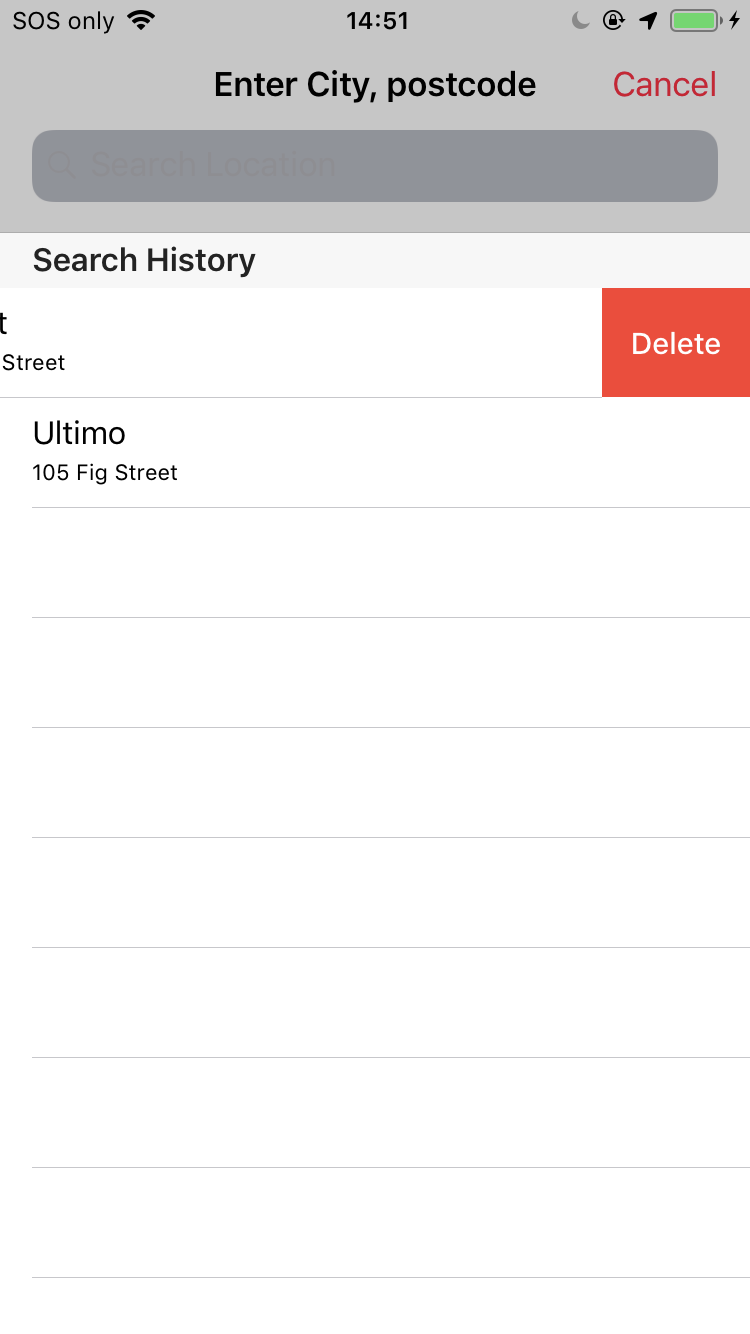 SOS only 14:51
Enter City, postcode Cancel
Search Location
Search History
t
Street
Delete
Ultimo
105 Fig Street